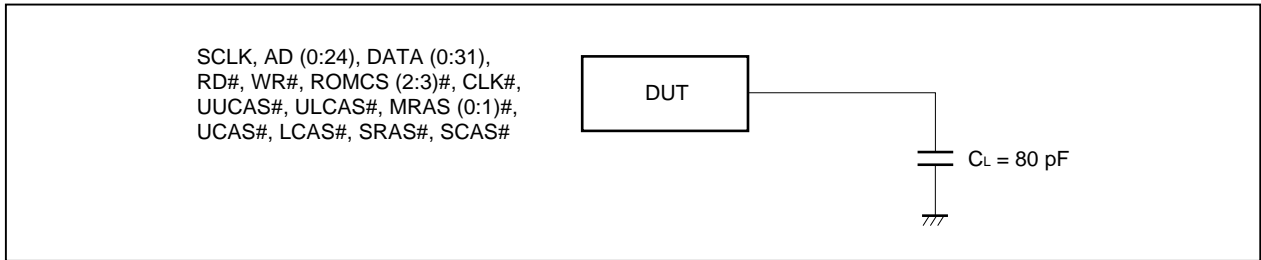 SCLK, AD (0:24), DATA (0:31),
RD#, WR#, ROMCS (2:3)#, CLK#,
UUCAS#, ULCAS#, MRAS (0:1)#,
UCAS#, LCAS#, SRAS#, SCAS#
DUT
CL = 80 pF